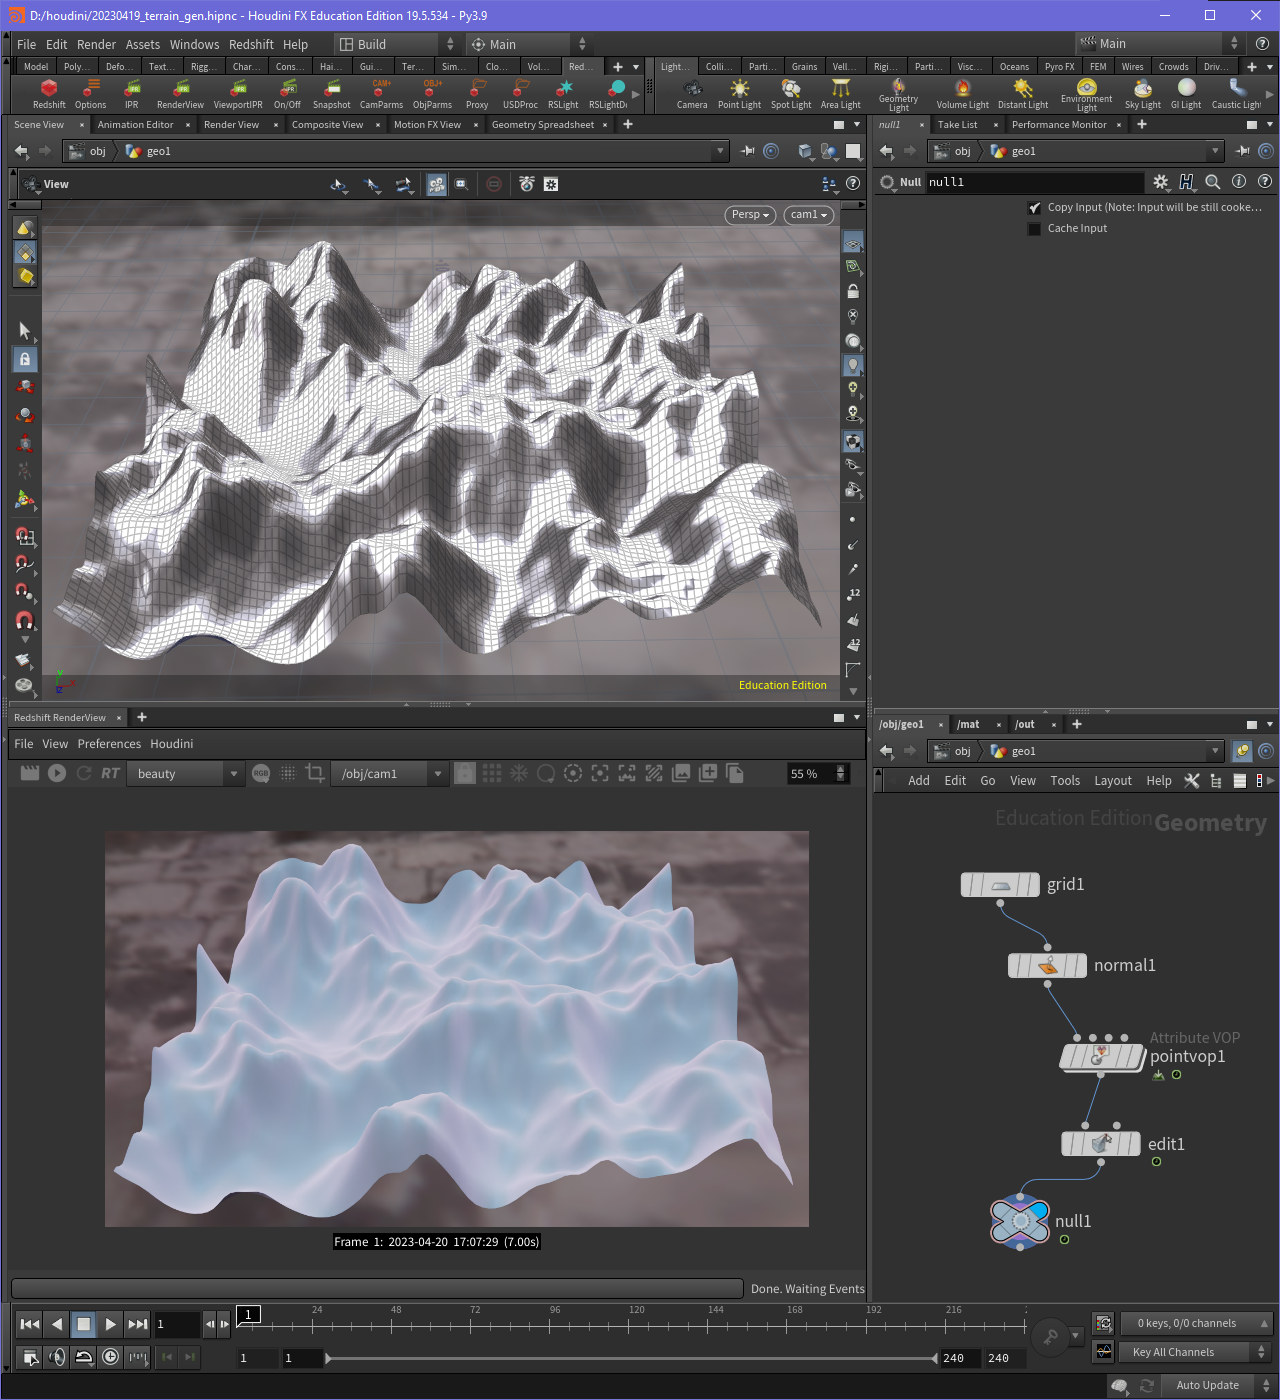 D:/houdini/20230419_terrain_gen.hipnc - Houdini FX Education Edition 19.5.534 - Py3.9
File Edit Render Assets Windows Redshift Help Build Main Main
Model Poly... Defo... Text... Rigg... Char... Cons... Hai... Gui... Ter... Sim... Clo... Vol... Red...
Light... Colli... Parti... Grains Vell... Rigi... Parti... Visc... Oceans Pyro FX FEM Wires Crowds Driv...
Redshift Options IPR RenderView ViewportIPR On/Off Snapshot CamParms ObjParms Proxy USDProc RSLight RSLightD
Camera Point Light Spot Light Area Light Geometry Light Volume Light Distant Light Environment Light Sky Light GI Light Caustic Light
Scene View Animation Editor Render View Composite View Motion FX View Geometry Spreadsheet
null1 Take List Performance Monitor
obj geo1
obj geo1
View
Null null1
Copy Input (Note: Input will be still cooke...
Cache Input
Persp cam1
Education Edition
Redshift RenderView
File View Preferences Houdini
RT beauty RGB /obj/cam1 55 %
Frame 1: 2023-04-20 17:07:29 (7.00s)
Done. Waiting Events
/obj/geo1 /mat /out
obj geo1
Add Edit Go View Tools Layout Help
Education Edition Geometry
grid1
normal1
Attribute VOP
pointvop1
edit1
null1
1 1 24 48 72 96 120 144 168 192 216
0 keys, 0/0 channels
1 1 240 240
Key All Channels
Auto Update